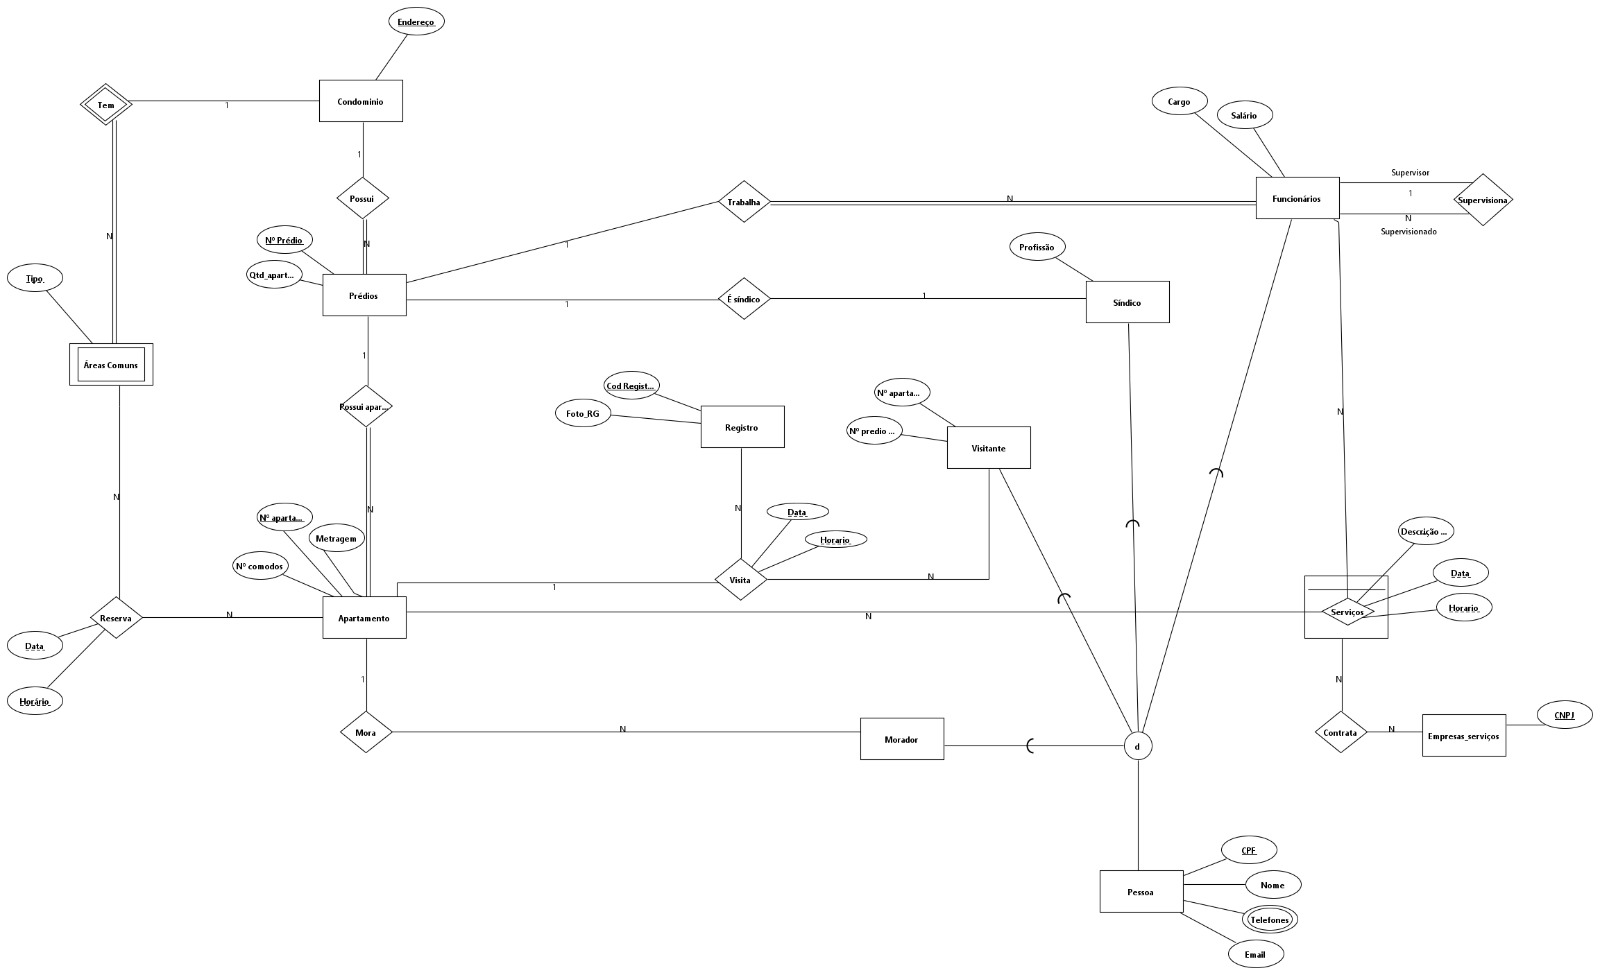 Endereço
Condominio
Tem
1
1
Possui
N
N
Nº Prédio
Qtd_apart...
Prédios
Tipo
Áreas Comuns
1
Trabalha
N
Cargo
Salário
Funcionários
Supervisor
1
Supervisiona
N
Supervisionado
1
É síndico
1
Profissão
Síndico
1
Possui apar...
N
Cod Regist...
Foto_RG
Registro
Nº aparta...
Nº predio ...
Visitante
N
N
Nº aparta...
Metragem
Nº comodos
N
N
Data
Horario
Visita
1
N
Descrição ...
Data
Horario
Serviços
Reserva
N
Apartamento
N
Data
Horário
1
Mora
N
Morador
d
N
Contrata
N
Empresas_serviços
CNPJ
CPF
Pessoa
Nome
Telefones
Email